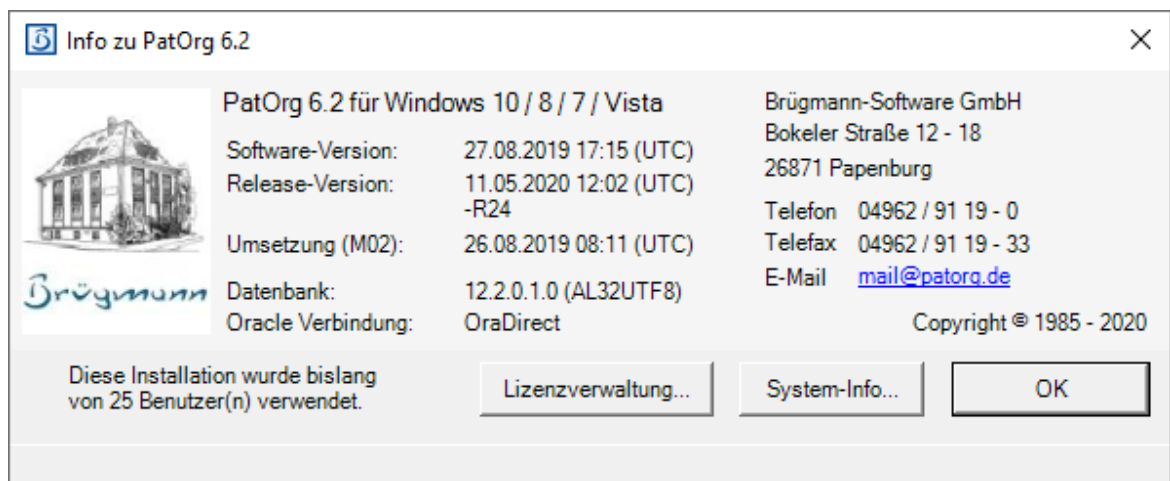 Info zu PatOrg 6.2
PatOrg 6.2 für Windows 10 / 8 / 7 / Vista
Software-Version: 27.08.2019 17:15 (UTC)
Release-Version: 11.05.2020 12:02 (UTC)
-R24
Umsetzung (M02): 26.08.2019 08:11 (UTC)
Datenbank: 12.2.0.1.0 (AL32UTF8)
Oracle Verbindung: OraDirect
Brügmann
Brügmann-Software GmbH
Bokeler Straße 12 - 18
26871 Papenburg
Telefon 04962 / 91 19 - 0
Telefax 04962 / 91 19 - 33
E-Mail mail@patorg.de
Copyright © 1985 - 2020
Diese Installation wurde bislang
von 25 Benutzer(n) verwendet.
Lizenzverwaltung...
System-Info...
OK